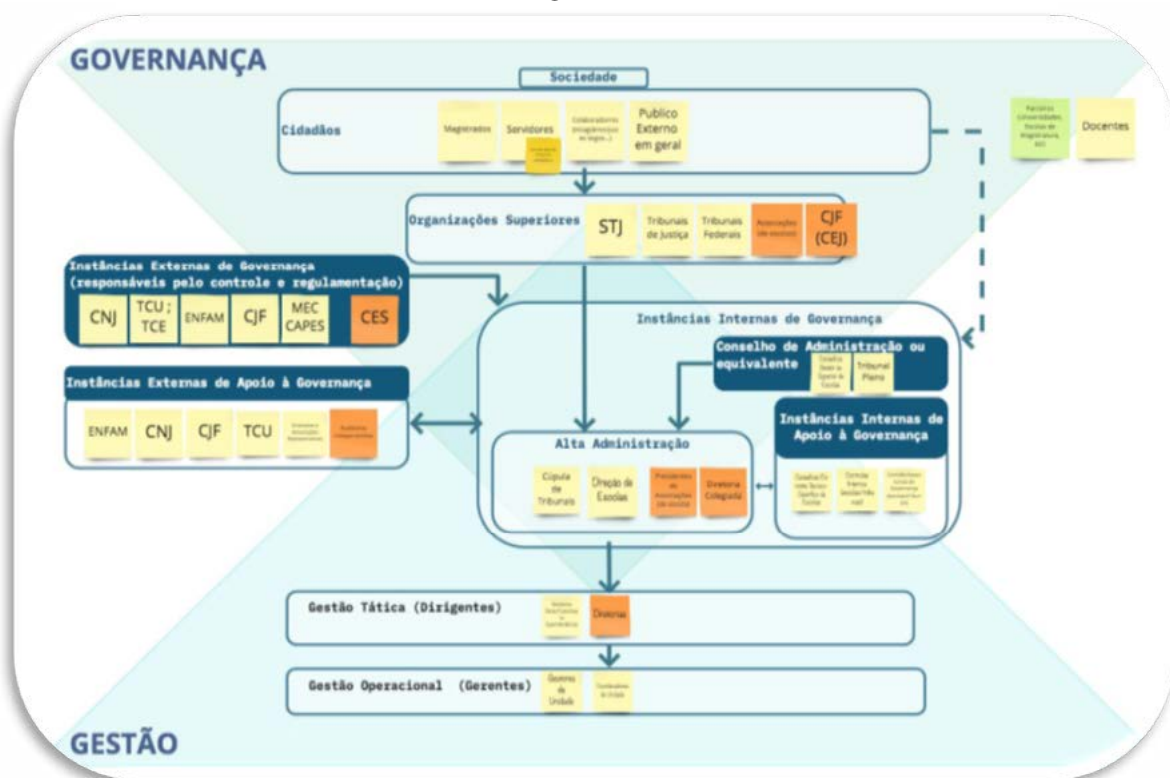 GOVERNANÇA
Sociedade
Cidadãos
Magistrados
Servidores
Publico
Externo
em geral
Docentes
Organizações Superiores
STJ
Tribunais
de Justiça
Tribunais
Federais
CJF
(CEJ)
Instâncias Externas de Governança
(responsáveis pelo controle e regulamentação)
CNJ
TCU ;
TCE
ENFAM
CJF
MEC
CAPES
CES
Instâncias Internas de Governança
Conselho de Administração ou
equivalente
Tribunal
Pleno
Instâncias Externas de Apoio à Governança
ENFAM
CNJ
CJF
TCU
Instâncias Internas de
Apoio à Governança
Alta Administração
Cúpula
de
Tribunais
Direção de
Escolas
Presidentes
de
Associações
Diretoria
Colegiada
Gestão Tática (Dirigentes)
Diretorias
Gestão Operacional (Gerentes)
Gerentes
de
Unidade
GESTÃO